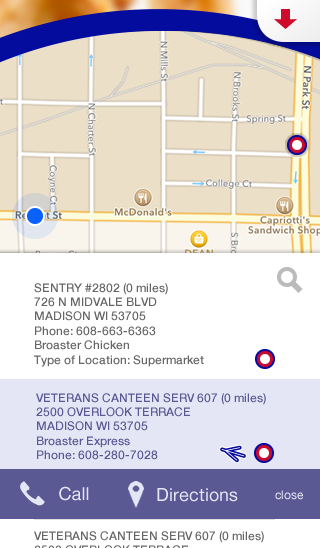 N Mills St
N Park St
N Charter St
N Brooks St
Spring St
Coyne Ct
College Ct
McDonald's
Capriotti's
Sandwich Shop
St
S B
DEAN
SENTRY #2802 (0 miles)
726 N MIDVALE BLVD
MADISON WI 53705
Phone: 608-663-6363
Broaster Chicken
Type of Location: Supermarket
VETERANS CANTEEN SERV 607 (0 miles)
2500 OVERLOOK TERRACE
MADISON WI 53705
Broaster Express
Phone: 608-280-7028
Call
Directions
close
VETERANS CANTEEN SERV 607 (0 miles)
2500 OVERLOOK TERRACE